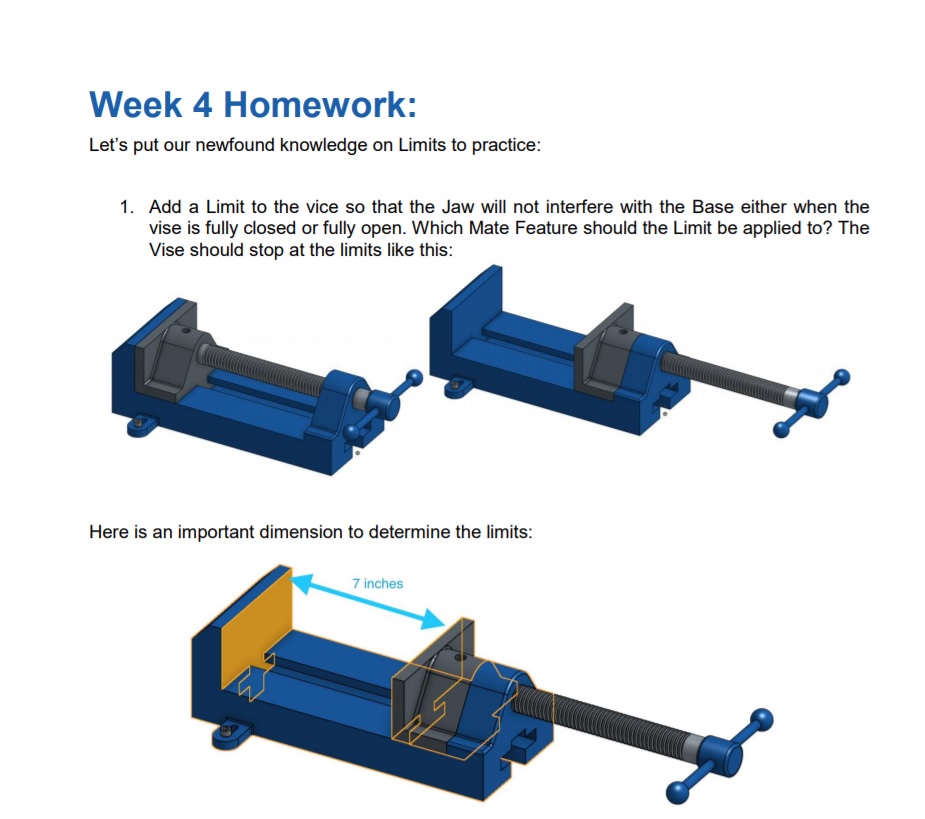 Week 4 Homework:
Let's put our newfound knowledge on Limits to practice:
1. Add a Limit to the vice so that the Jaw will not interfere with the Base either when the
vise is fully closed or fully open. Which Mate Feature should the Limit be applied to? The
Vise should stop at the limits like this:
Here is an important dimension to determine the limits:
7 inches